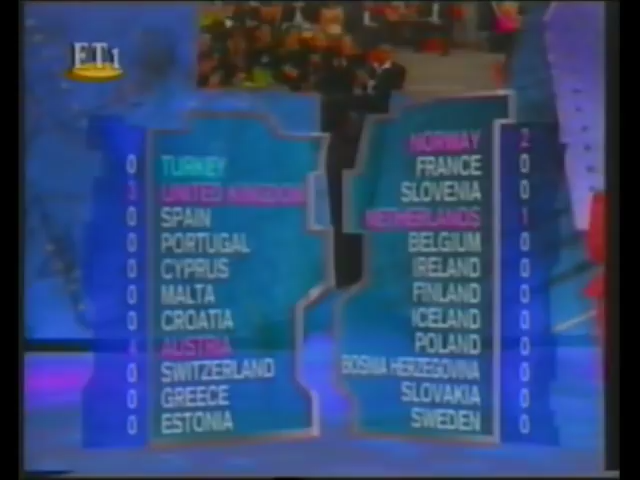 ET1
0 TURKEY
3 UNITED KINGDOM
0 SPAIN
0 PORTUGAL
0 CYPRUS
0 MALTA
0 CROATIA
4 AUSTRIA
0 SWITZERLAND
0 GREECE
0 ESTONIA
NORWAY 2
FRANCE 0
SLOVENIA 0
NETHERLANDS 1
BELGIUM 0
IRELAND 0
FINLAND 0
ICELAND 0
POLAND 0
BOSNIA HERZEGOVINA 0
SLOVAKIA 0
SWEDEN 0